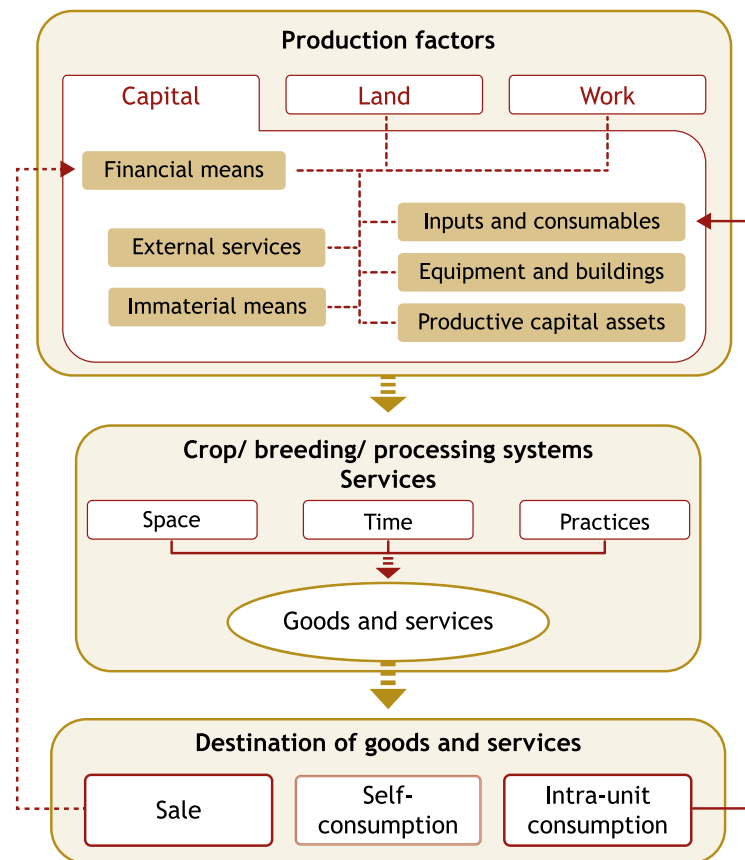 Production factors
Capital
Land
Work
Financial means
Inputs and consumables
External services
Equipment and buildings
Immaterial means
Productive capital assets
Crop/ breeding/ processing systems
Services
Space
Time
Practices
Goods and services
Destination of goods and services
Sale
Self-
consumption
Intra-unit
consumption